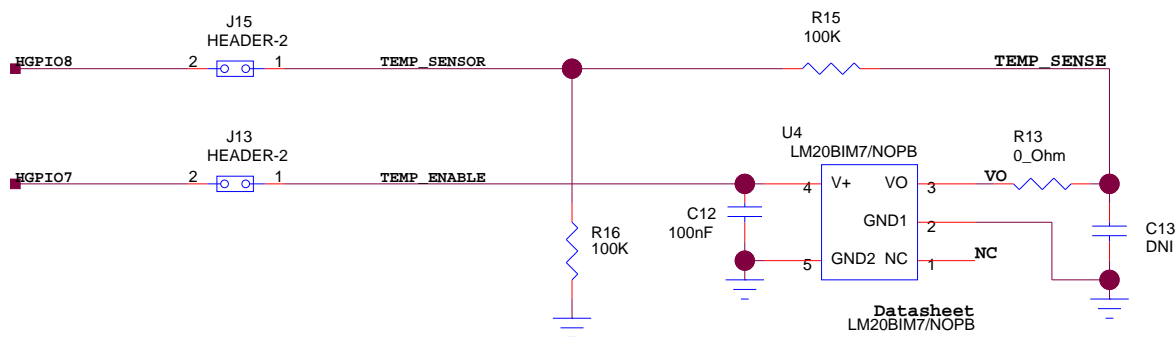 J15
HEADER-2
R15
100K
HGPIO8
2
1
TEMP_SENSOR
TEMP_SENSE
J13
HEADER-2
U4
LM20BIM7/NOPB
R13
0_Ohm
HGPIO7
2
1
TEMP_ENABLE
4
V+
VO
3
VO
C12
100nF
GND1
2
C13
DNI
R16
100K
5
GND2
NC
1
NC
Datasheet
LM20BIM7/NOPB